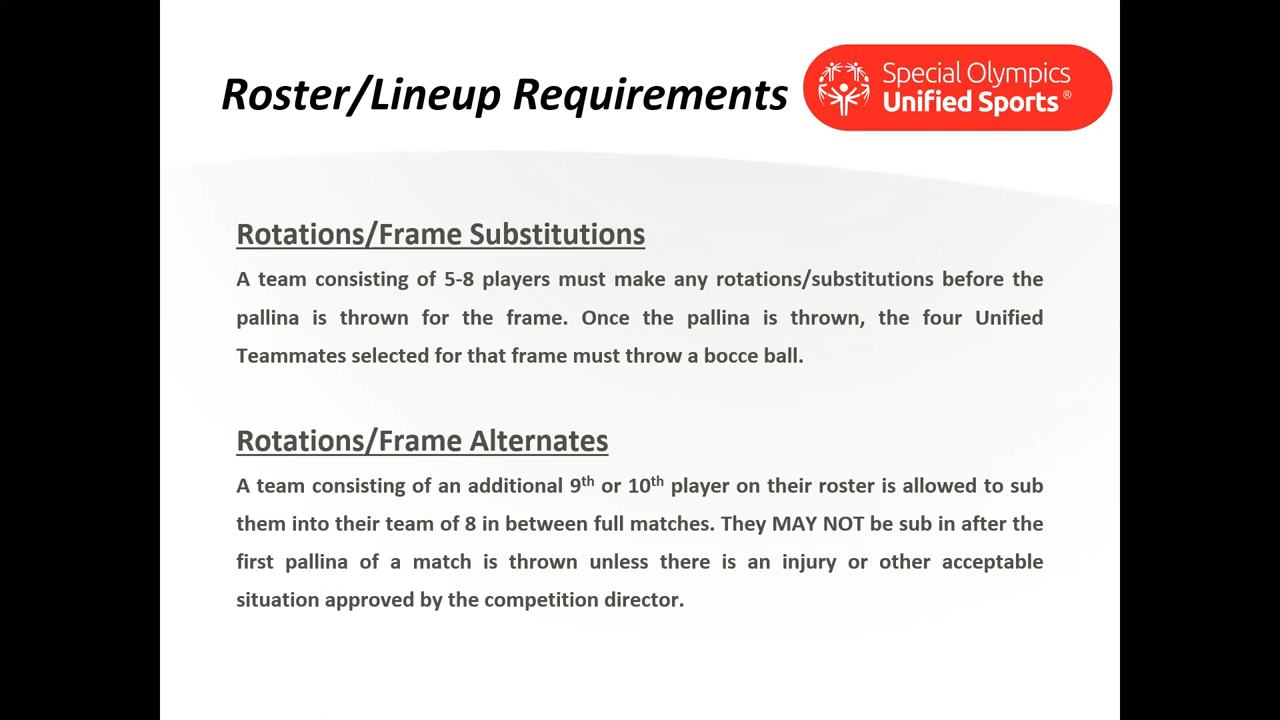 Roster/Lineup Requirements
Special Olympics
Unified Sports®
Rotations/Frame Substitutions
A team consisting of 5-8 players must make any rotations/substitutions before the
pallina is thrown for the frame. Once the pallina is thrown, the four Unified
Teammates selected for that frame must throw a bocce ball.
Rotations/Frame Alternates
A team consisting of an additional 9th or 10th player on their roster is allowed to sub
them into their team of 8 in between full matches. They MAY NOT be sub in after the
first pallina of a match is thrown unless there is an injury or other acceptable
situation approved by the competition director.